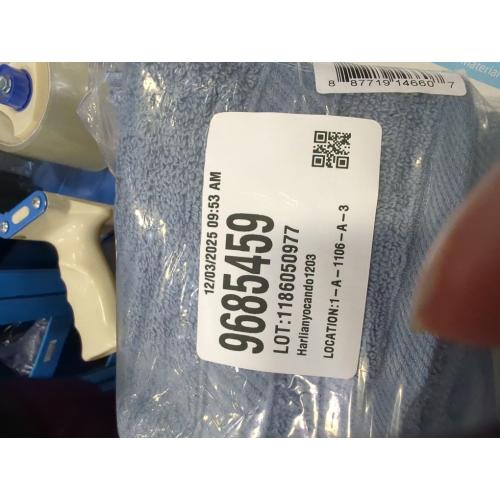 8 87719 14660 7
12/03/2025 09:53 AM
9685459
LOT:1186050977
Harlianyocando1203
LOCATION:1-A-1106-A-3